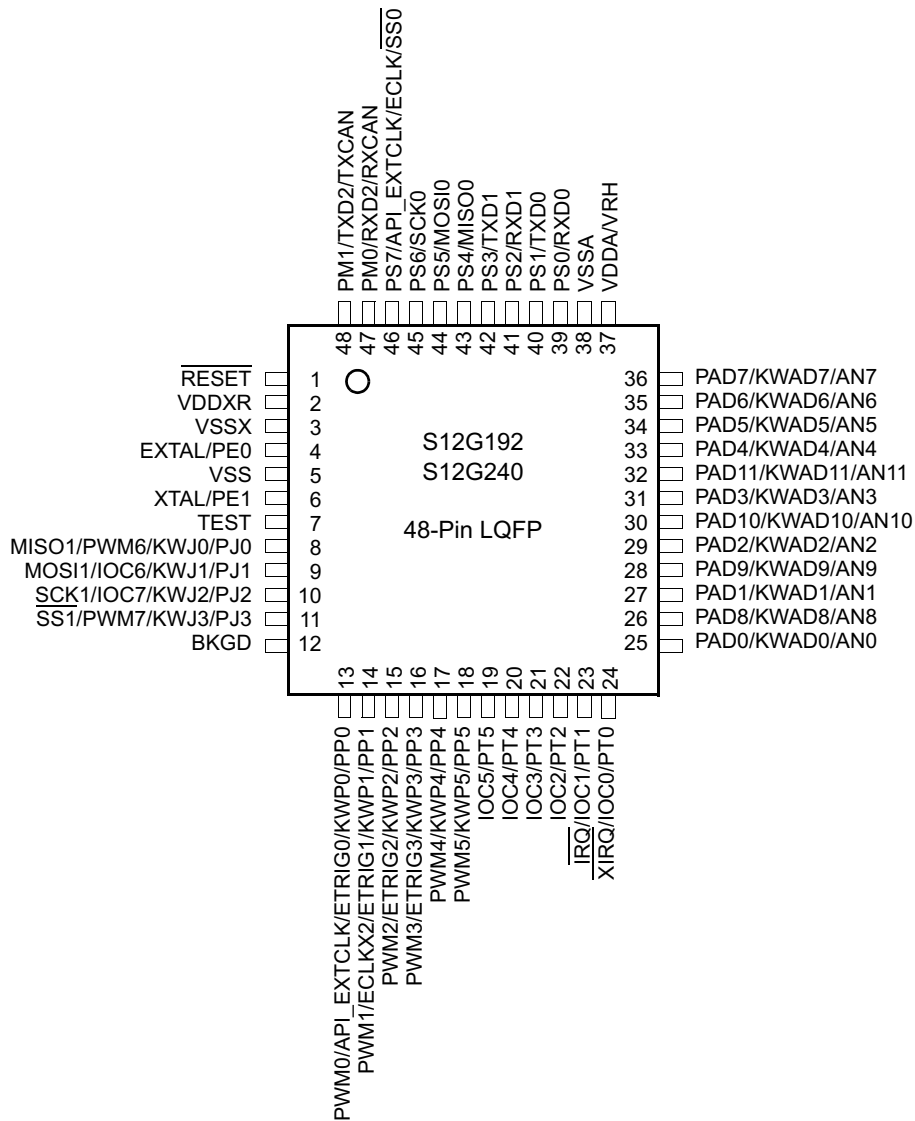 PM1/TXD2/TXCAN
PM0/RXD2/RXCAN
PS7/API_EXTCLK/ECLK/SS0
PS6/SCK0
PS5/MOSI0
PS4/MISO0
PS3/TXD1
PS2/RXD1
PS1/TXD0
PS0/RXD0
VSSA
VDDA/VRH
48
47
46
45
44
43
42
41
40
39
38
37
RESET 1
VDDXR 2
VSSX 3
EXTAL/PE0 4
VSS 5
XTAL/PE1 6
TEST 7
MISO1/PWM6/KWJ0/PJ0 8
MOSI1/IOC6/KWJ1/PJ1 9
SCK1/IOC7/KWJ2/PJ2 10
SS1/PWM7/KWJ3/PJ3 11
BKGD 12
S12G192
S12G240
48-Pin LQFP
36 PAD7/KWAD7/AN7
35 PAD6/KWAD6/AN6
34 PAD5/KWAD5/AN5
33 PAD4/KWAD4/AN4
32 PAD11/KWAD11/AN11
31 PAD3/KWAD3/AN3
30 PAD10/KWAD10/AN10
29 PAD2/KWAD2/AN2
28 PAD9/KWAD9/AN9
27 PAD1/KWAD1/AN1
26 PAD8/KWAD8/AN8
25 PAD0/KWAD0/AN0
13
14
15
16
17
18
19
20
21
22
23
24
PWM0/API_EXTCLK/ETRIG0/KWP0/PP0
PWM1/ECLKX2/ETRIG1/KWP1/PP1
PWM2/ETRIG2/KWP2/PP2
PWM3/ETRIG3/KWP3/PP3
PWM4/KWP4/PP4
PWM5/KWP5/PP5
IOC5/PT5
IOC4/PT4
IOC3/PT3
IOC2/PT2
IRQ/IOC1/PT1
XIRQ/IOC0/PT0